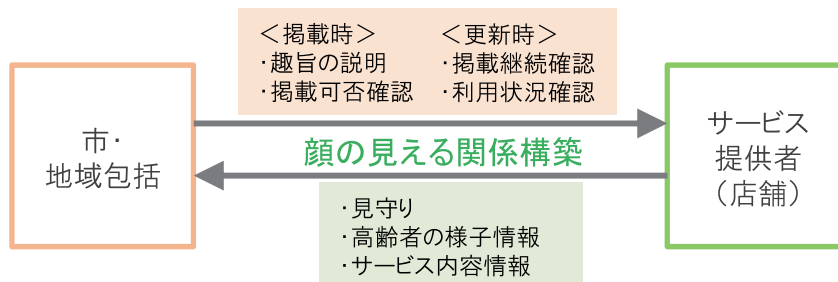 ＜掲載時＞
・趣旨の説明
・掲載可否確認
＜更新時＞
・掲載継続確認
・利用状況確認
市・
地域包括
顔の見える関係構築
サービス
提供者
（店舗）
・見守り
・高齢者の様子情報
・サービス内容情報